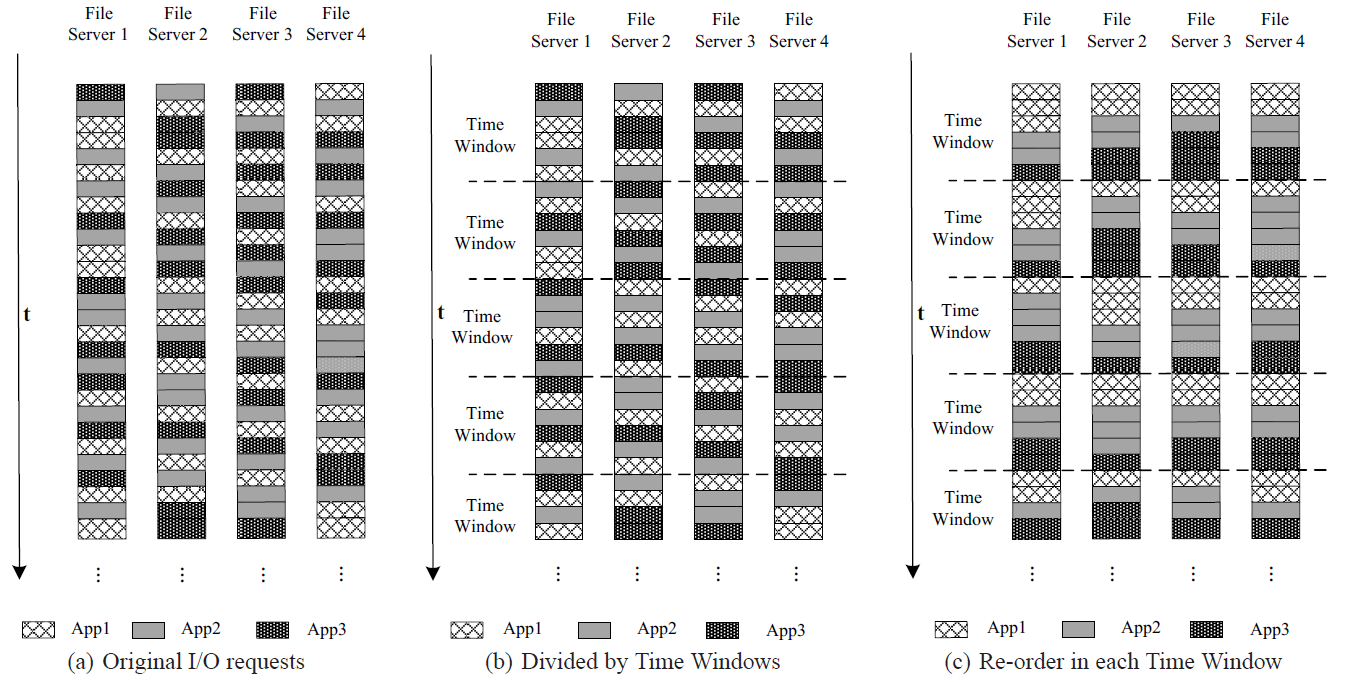 File Server 1
File Server 2
File Server 3
File Server 4
t
⋮ ⋮ ⋮ ⋮
App1 App2 App3
(a) Original I/O requests
File Server 1
File Server 2
File Server 3
File Server 4
Time
Window
Time
Window
t
Time
Window
Time
Window
Time
Window
⋮ ⋮ ⋮ ⋮
App1 App2 App3
(b) Divided by Time Windows
File Server 1
File Server 2
File Server 3
File Server 4
Time
Window
Time
Window
t
Time
Window
Time
Window
Time
Window
⋮ ⋮ ⋮ ⋮
App1 App2 App3
(c) Re-order in each Time Window